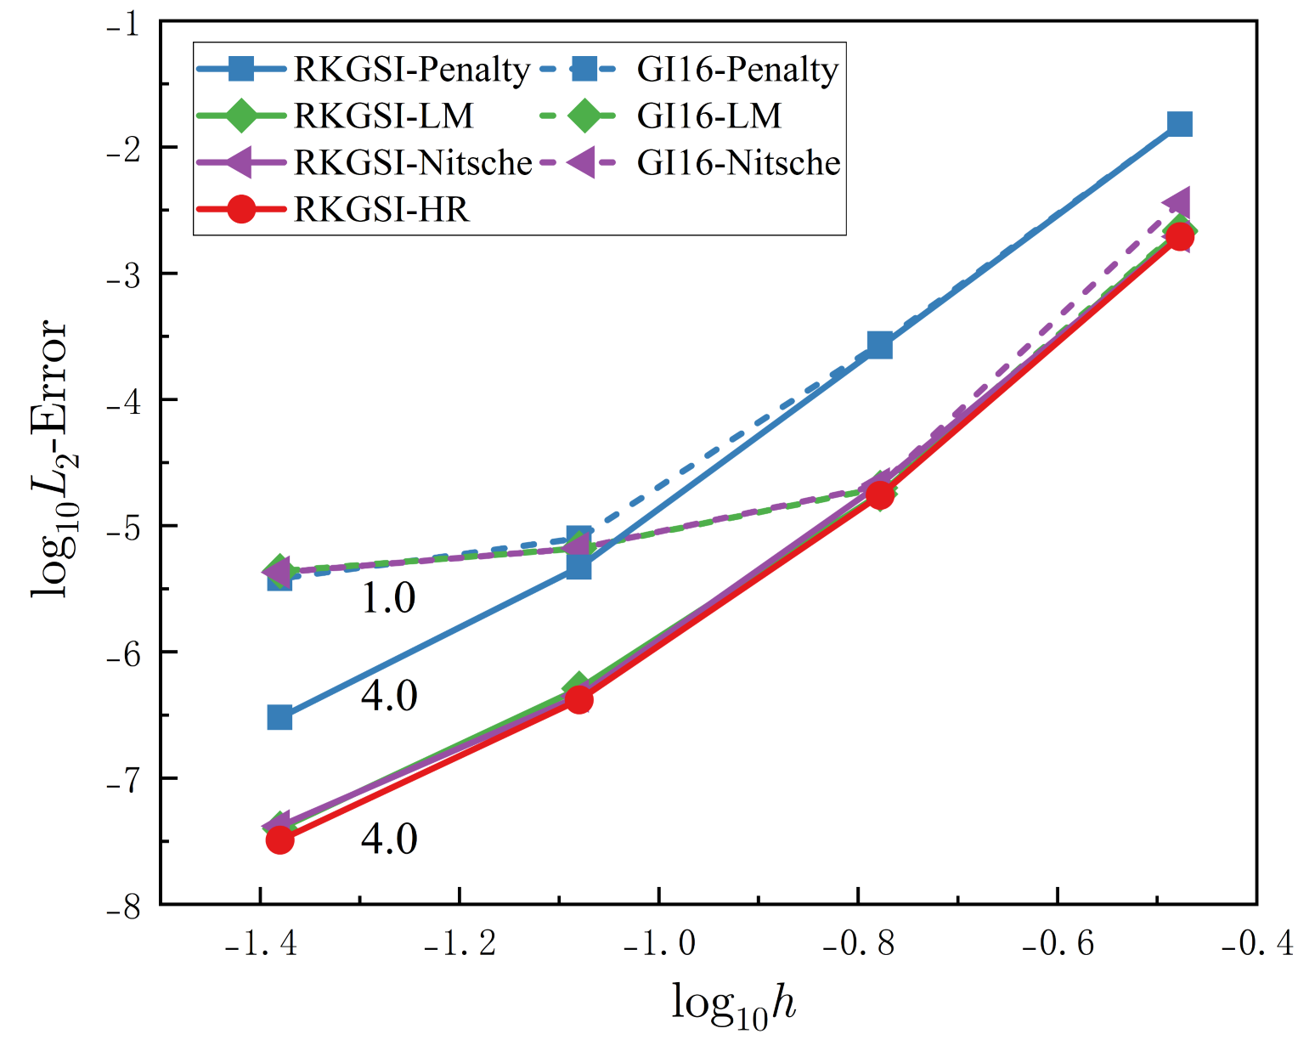 -1
-2
-3
-4
-5
-6
-7
-8
log10L2-Error
RKGSI-Penalty GI16-Penalty
RKGSI-LM GI16-LM
RKGSI-Nitsche GI16-Nitsche
RKGSI-HR
1.0
4.0
4.0
-1.4 -1.2 -1.0 -0.8 -0.6 -0.4
log10h